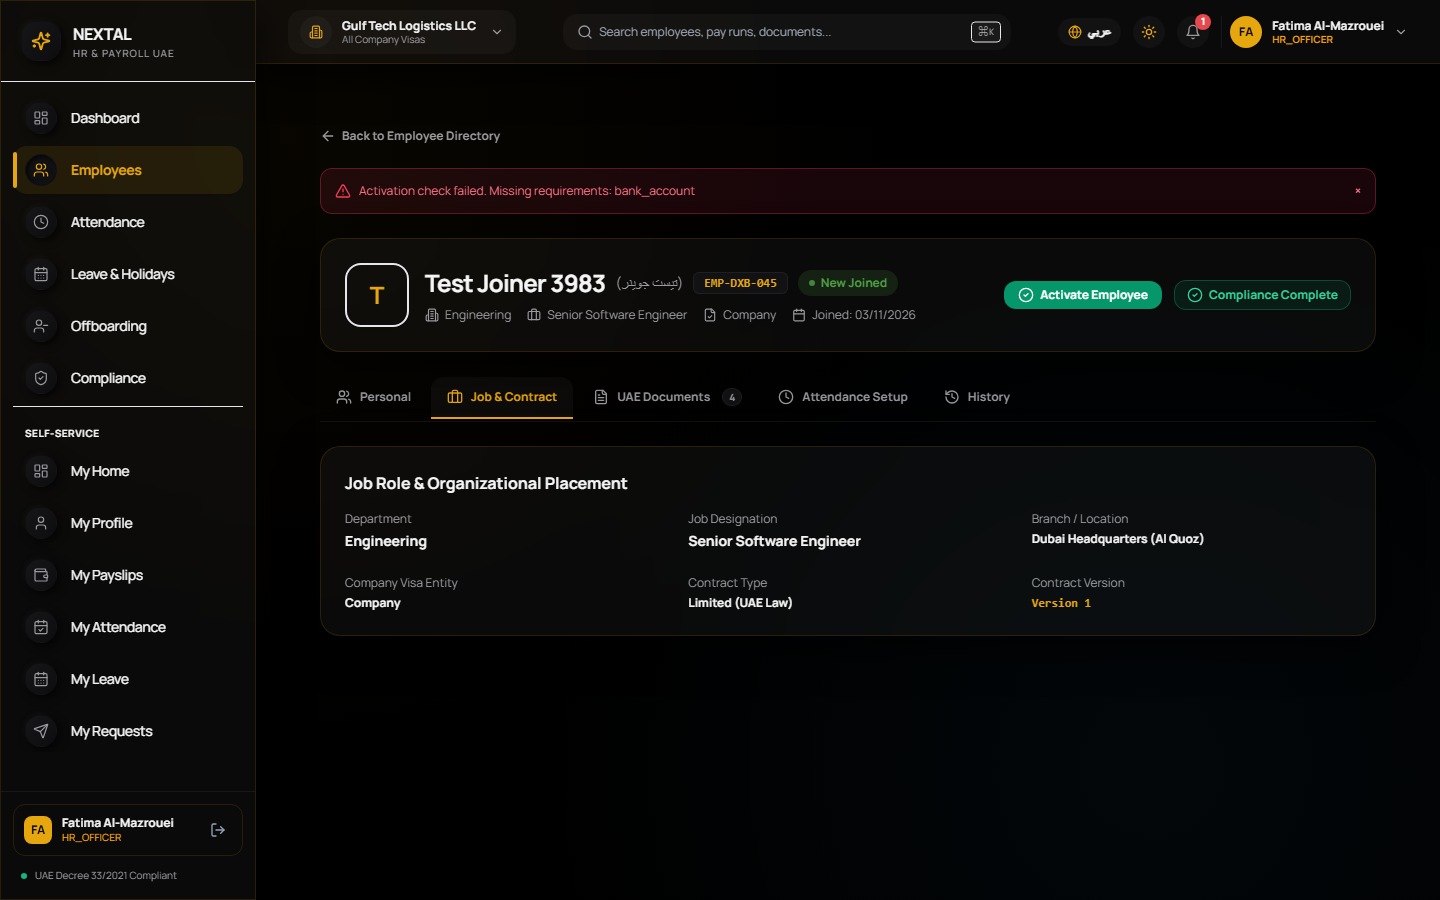 NEXTAL
HR & PAYROLL UAE
Dashboard
Employees
Attendance
Leave & Holidays
Offboarding
Compliance
SELF-SERVICE
My Home
My Profile
My Payslips
My Attendance
My Leave
My Requests
FA
Fatima Al-Mazrouei
HR_OFFICER
UAE Decree 33/2021 Compliant
Gulf Tech Logistics LLC
All Company Visas
Search employees, pay runs, documents...
⌘K
عربي
1
FA
Fatima Al-Mazrouei
HR_OFFICER
Back to Employee Directory
Activation check failed. Missing requirements: bank_account
×
T
Test Joiner 3983 (تيست جوينر) EMP-DXB-045 New Joined
Engineering Senior Software Engineer Company Joined: 03/11/2026
Activate Employee
Compliance Complete
Personal Job & Contract UAE Documents 4 Attendance Setup History
Job Role & Organizational Placement
Department Job Designation Branch / Location
Engineering Senior Software Engineer Dubai Headquarters (Al Quoz)
Company Visa Entity Contract Type Contract Version
Company Limited (UAE Law) Version 1